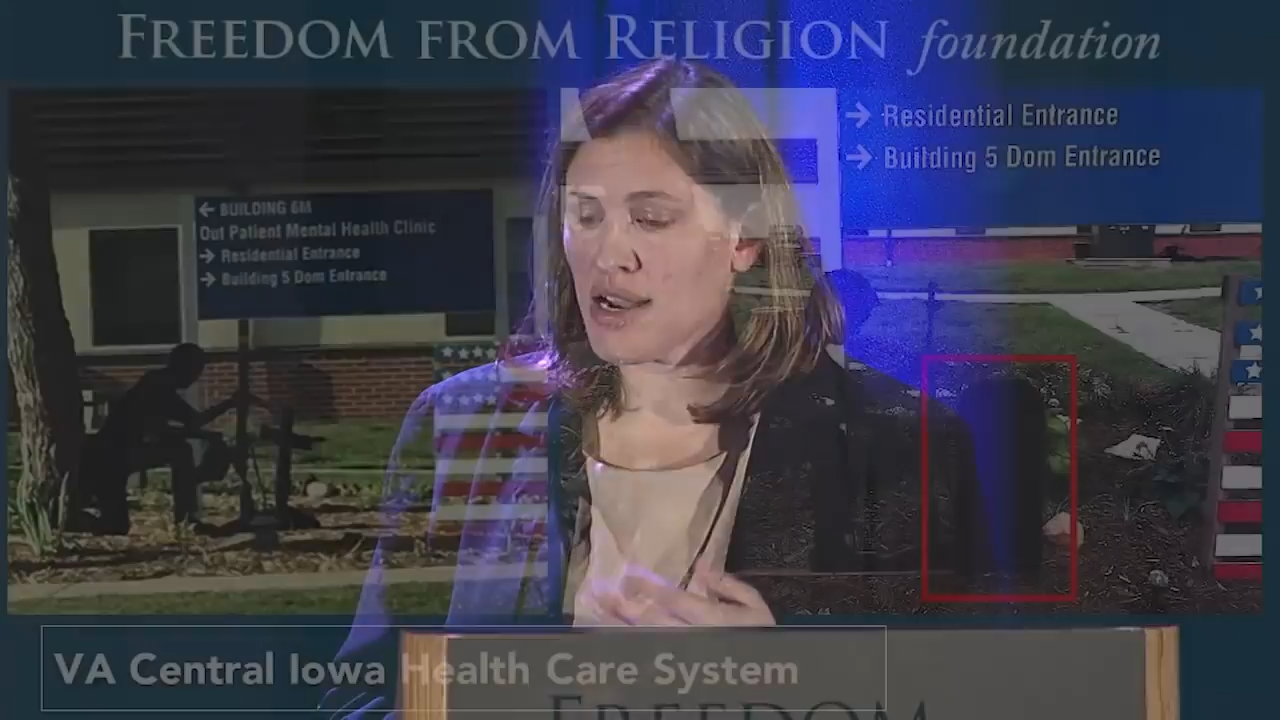 FREEDOM FROM RELIGION foundation
← BUILDING 6M
Out Patient Mental Health Clinic
→ Residential Entrance
→ Building 5 Dom Entrance
→ Residential Entrance
→ Building 5 Dom Entrance
VA Central Iowa Health Care System
FREEDOM